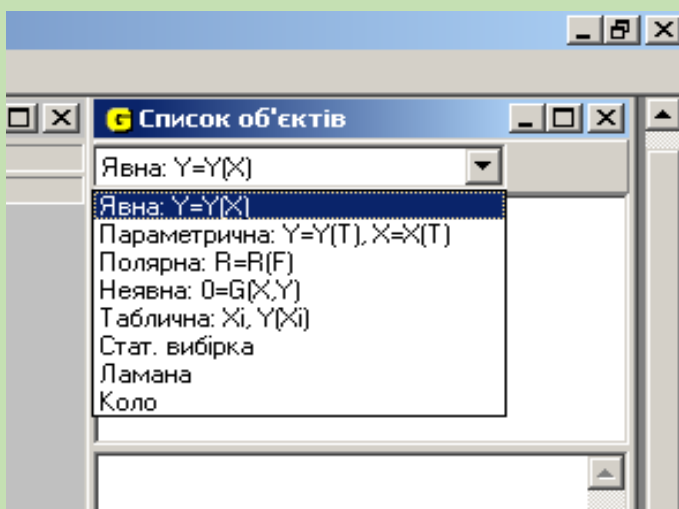 G Список об'єктів
Явна: Y=Y(X)
Явна: Y=Y(X)
Параметрична: Y=Y(T), X=X(T)
Полярна: R=R(F)
Неявна: 0=G(X,Y)
Таблична: Xi, Y(Xi)
Стат. вибірка
Ламана
Коло